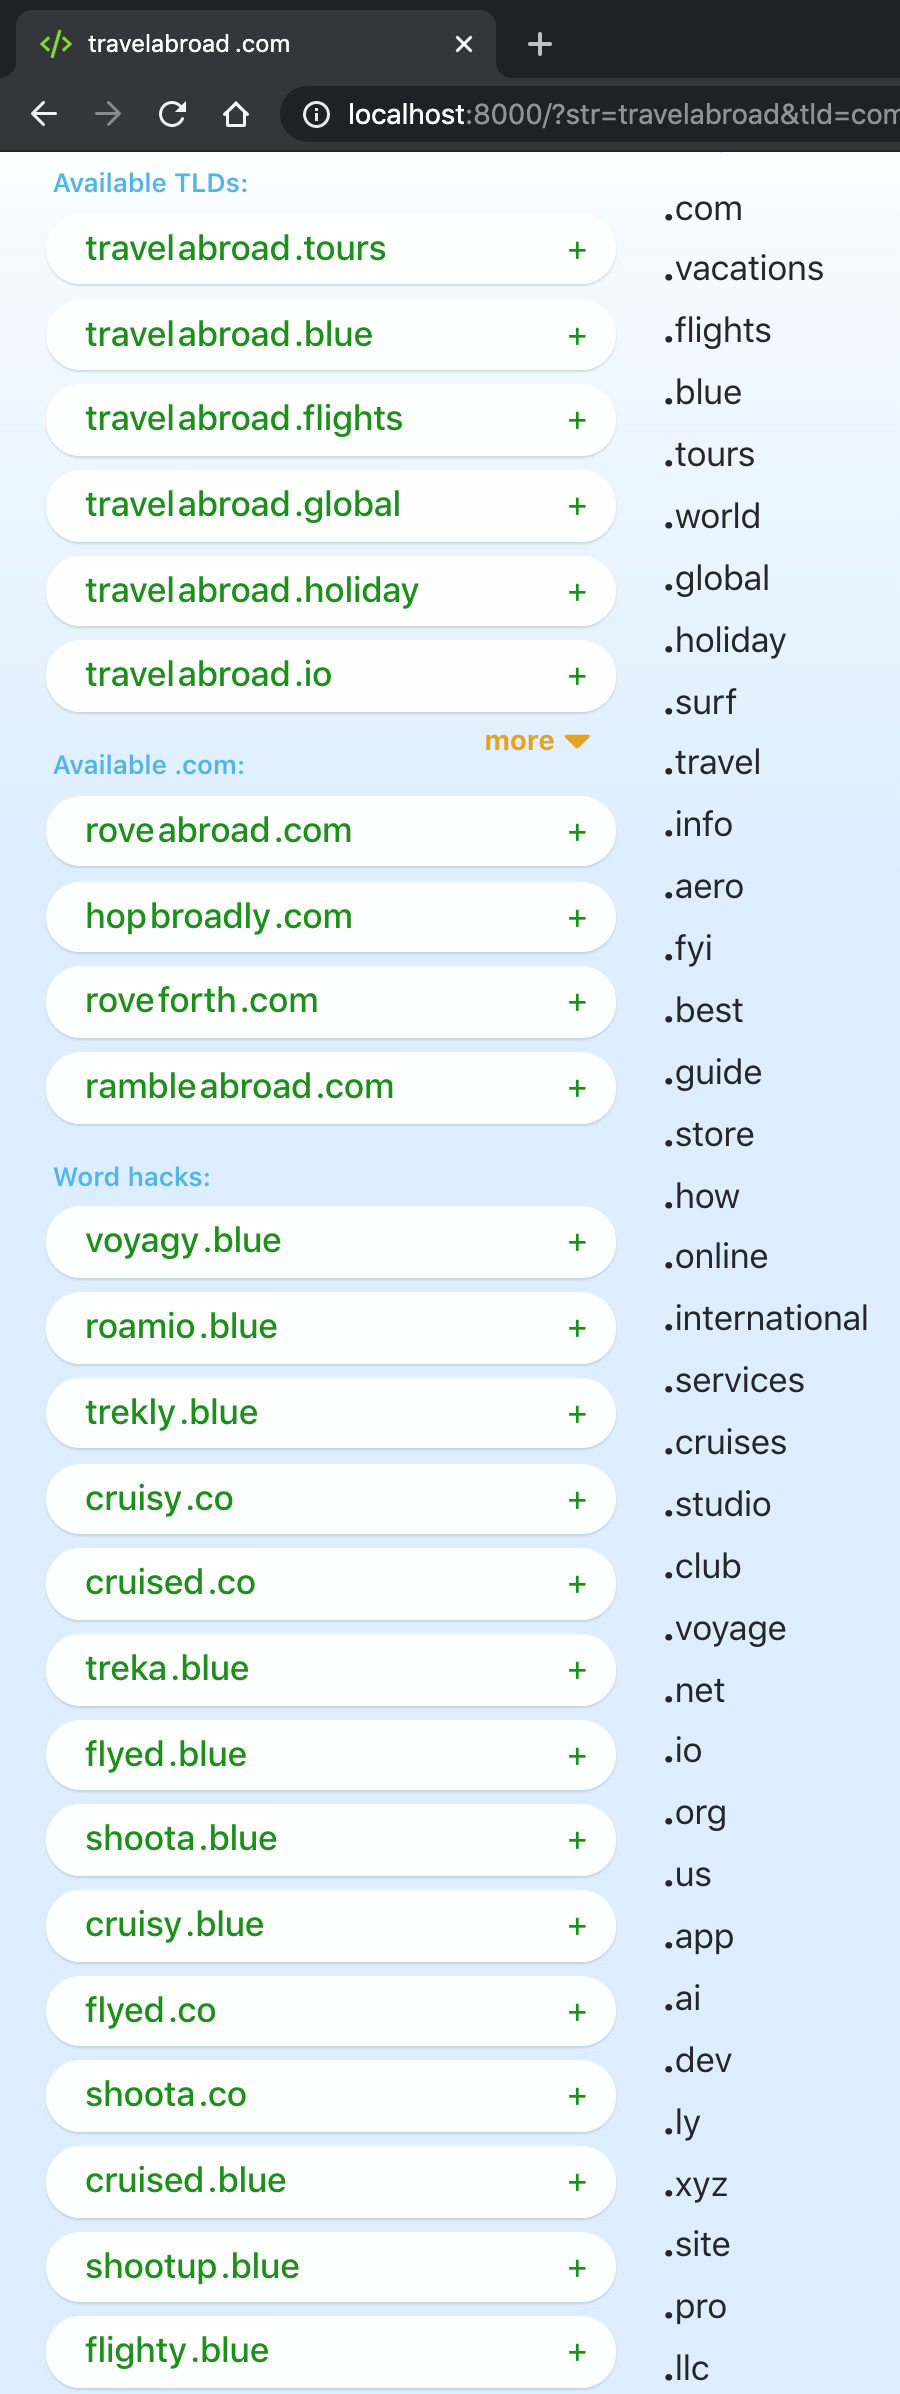 travelabroad.com
localhost:8000/?str=travelabroad&tld=com
Available TLDs:
travelabroad.tours +
travelabroad.blue +
travelabroad.flights +
travelabroad.global +
travelabroad.holiday +
travelabroad.io +
more
Available .com:
roveabroad.com +
hopbroadly.com +
roveforth.com +
rambleabroad.com +
Word hacks:
voyagy.blue +
roamio.blue +
trekly.blue +
cruisy.co +
cruised.co +
treka.blue +
flyed.blue +
shoota.blue +
cruisy.blue +
flyed.co +
shoota.co +
cruised.blue +
shootup.blue +
flighty.blue +
.com
.vacations
.flights
.blue
.tours
.world
.global
.holiday
.surf
.travel
.info
.aero
.fyi
.best
.guide
.store
.how
.online
.international
.services
.cruises
.studio
.club
.voyage
.net
.io
.org
.us
.app
.ai
.dev
.ly
.xyz
.site
.pro
.llc